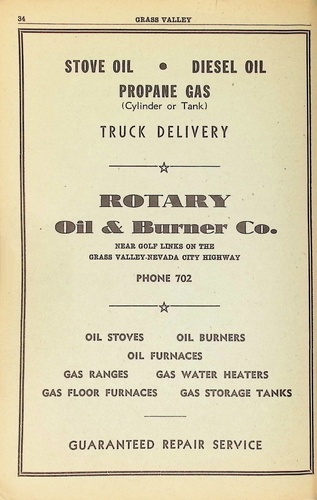 34
GRASS VALLEY
STOVE OIL • DIESEL OIL
PROPANE GAS
(Cylinder or Tank)
TRUCK DELIVERY
ROTARY
Oil & Burner Co.
NEAR GOLF LINKS ON THE
GRASS VALLEY-NEVADA CITY HIGHWAY
PHONE 702
OIL STOVES OIL BURNERS
OIL FURNACES
GAS RANGES GAS WATER HEATERS
GAS FLOOR FURNACES GAS STORAGE TANKS
GUARANTEED REPAIR SERVICE